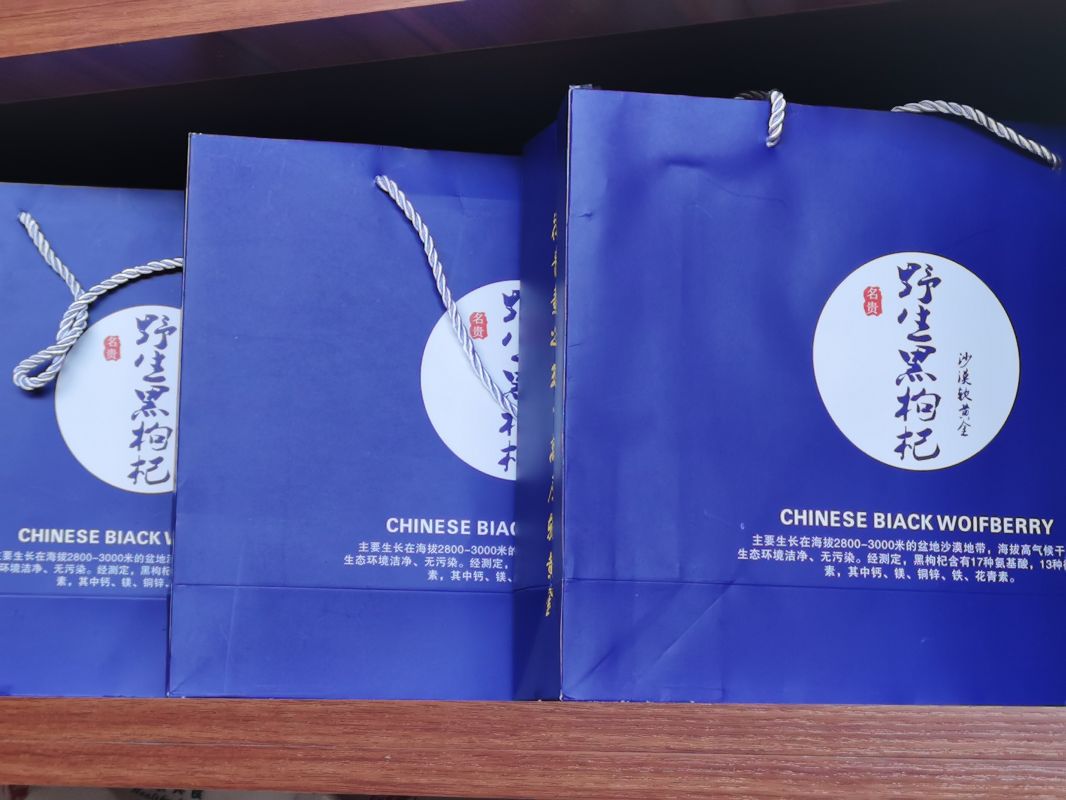 名贵
野生黑枸杞
CHINESE BIACK W
主要生长在海拔2800-3000米的盆地
环境洁净、无污染。经测定，黑枸杞
素，其中钙、镁、铜锌、
名贵
CHINESE BIAC
主要生长在海拔2800-3000米的
生态环境洁净、无污染。经测定，
素，其中钙、镁、
名贵
野生黑枸杞
沙漠软黄金
CHINESE BIACK WOIFBERRY
主要生长在海拔2800-3000米的盆地沙漠地带，海拔高气候干
生态环境洁净、无污染。经测定，黑枸杞含有17种氨基酸，13种
素，其中钙、镁、铜锌、铁、花青素。